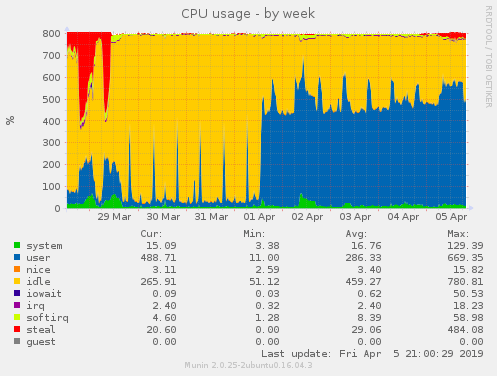 CPU usage - by week
RRDTOOL / TOBI OETIKER
%
800
700
600
500
400
300
200
100
0
29 Mar 30 Mar 31 Mar 01 Apr 02 Apr 03 Apr 04 Apr 05 Apr
Cur: Min: Avg: Max:
system 15.09 3.38 16.76 129.39
user 488.71 11.00 286.33 669.35
nice 3.11 2.59 3.40 15.82
idle 265.91 51.12 459.27 780.81
iowait 0.09 0.03 0.62 50.53
irq 2.40 0.32 2.40 18.23
softirq 4.60 1.28 8.39 58.98
steal 20.60 0.00 29.06 484.08
guest 0.00 0.00 0.00 0.00
Last update: Fri Apr 5 21:00:29 2019
Munin 2.0.25-2ubuntu0.16.04.3